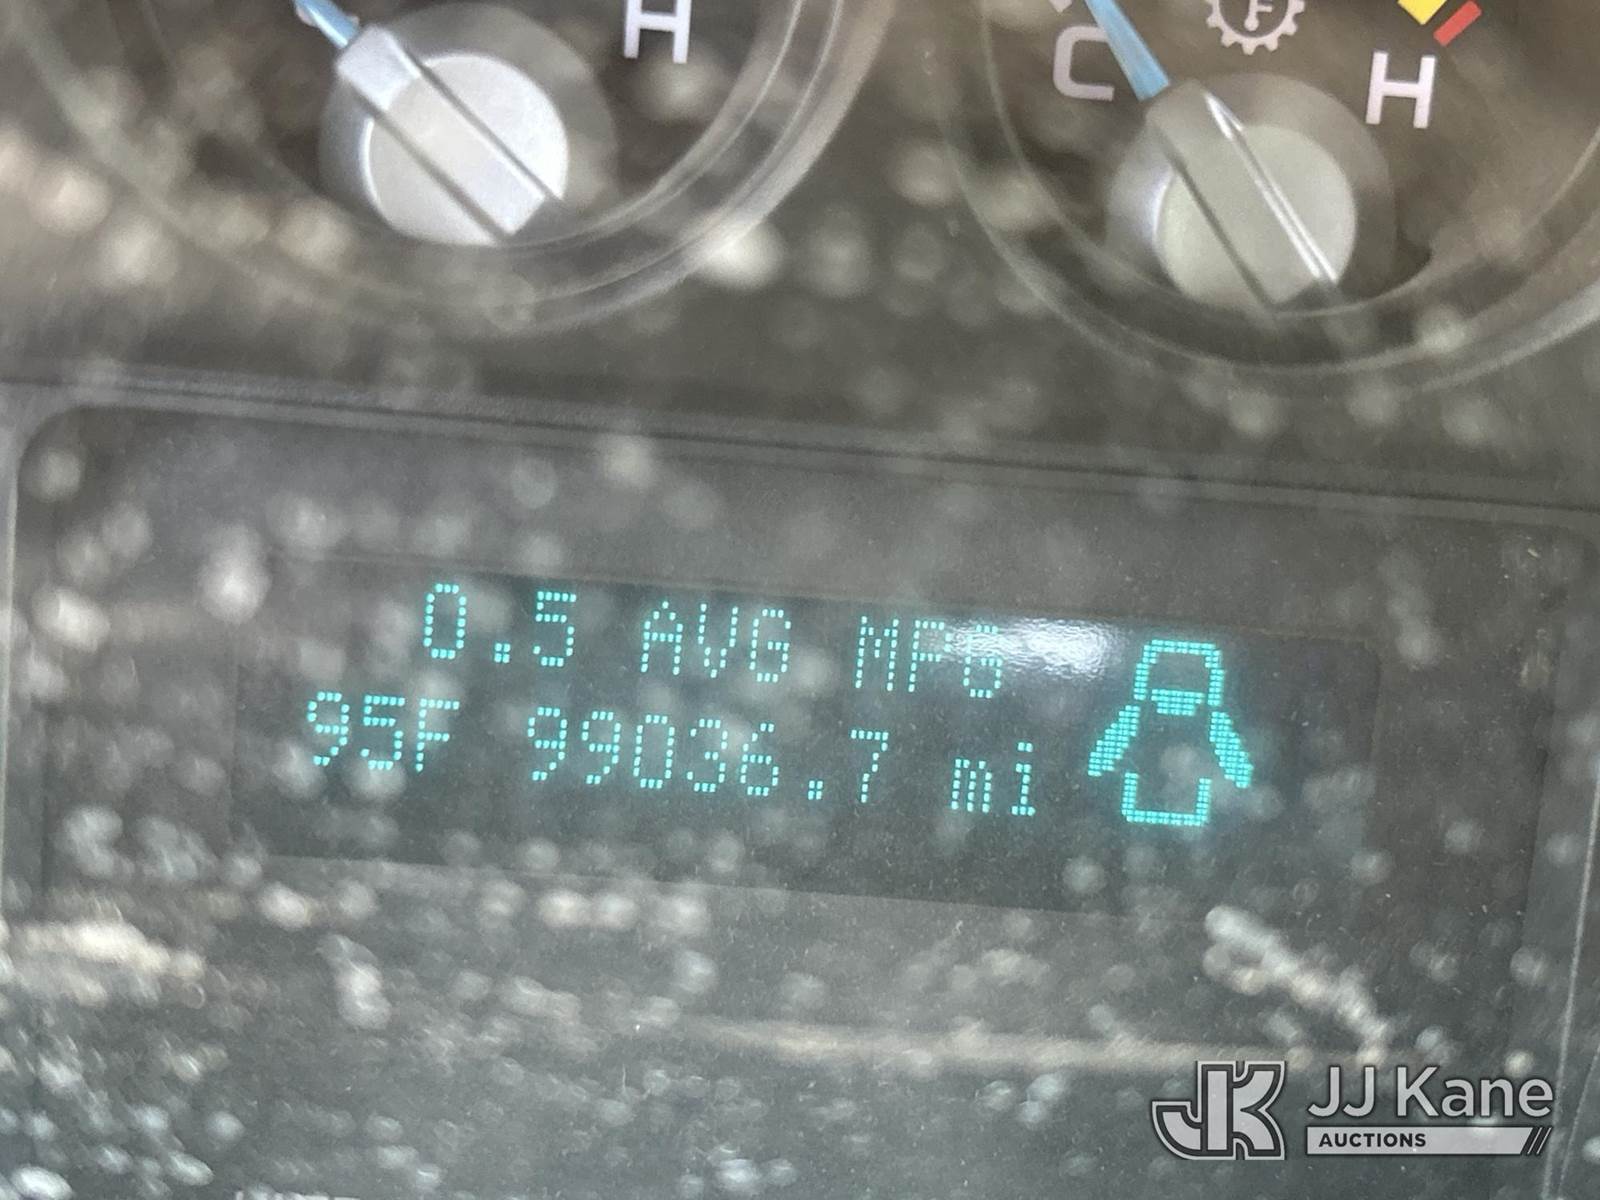 H
C
H
0.5 AVG MPG
95F 99036.7 mi
JK JJ Kane
AUCTIONS